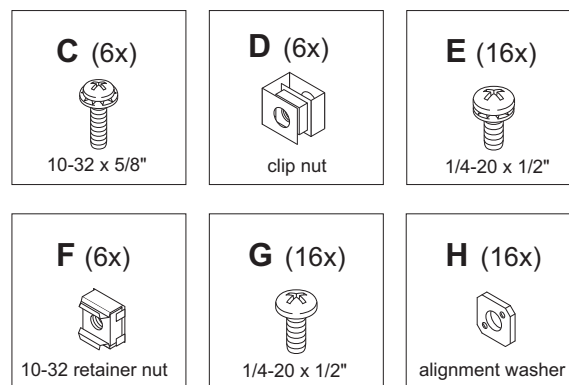 C (6x)
10-32 x 5/8"
D (6x)
clip nut
E (16x)
1/4-20 x 1/2"
F (6x)
10-32 retainer nut
G (16x)
1/4-20 x 1/2"
H (16x)
alignment washer